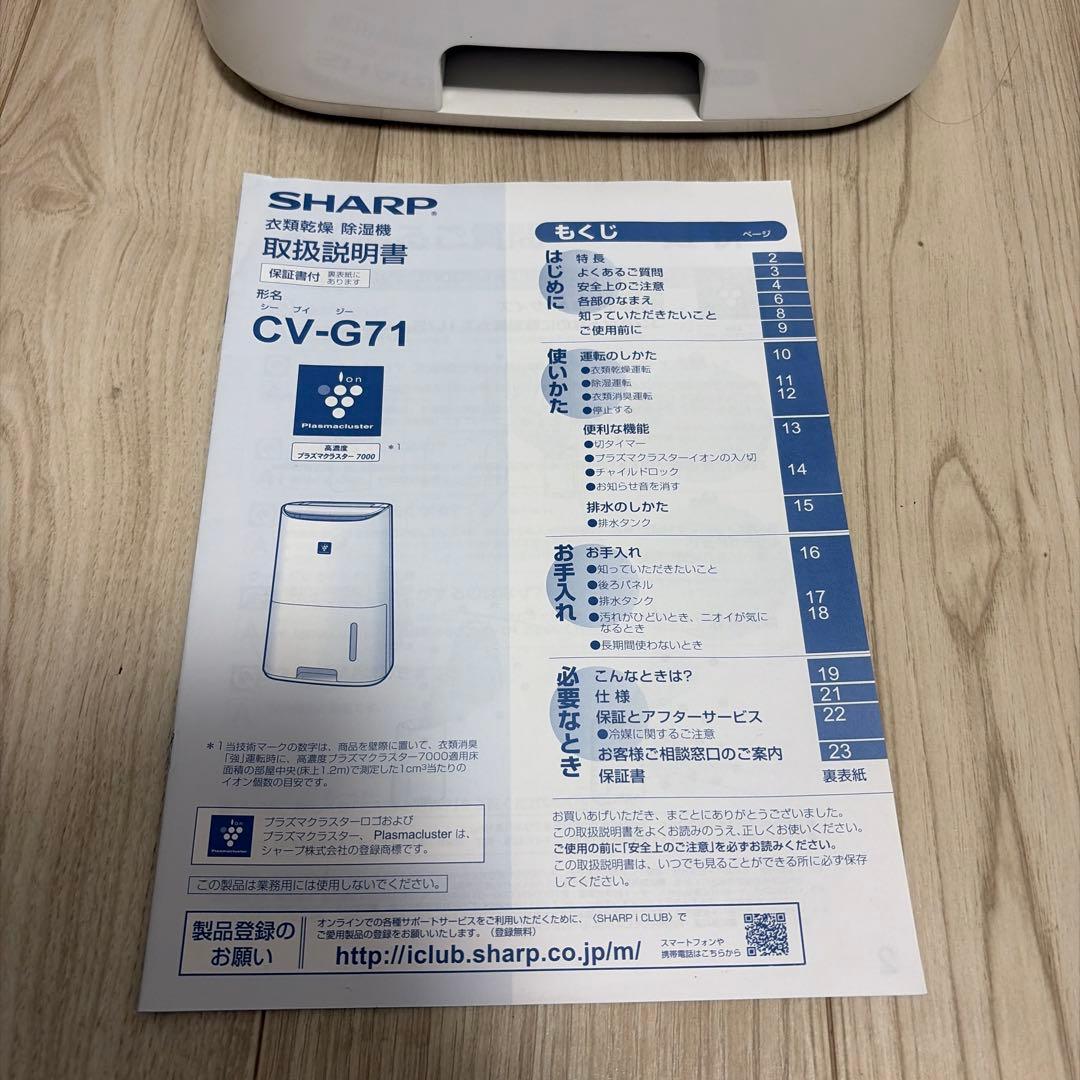 SHARP®
衣類乾燥 除湿機
取扱説明書
保証書付 裏表紙に
あります
形名
シー ブイ ジー
CV-G71
Ion
Plasmacluster
高濃度
プラズマクラスター7000
＊1
＊1当技術マークの数字は、商品を壁際に置いて、衣類消臭
「強」運転時に、高濃度プラズマクラスター7000適用床
面積の部屋中央(床上1.2m)で測定した1cm³当たりの
イオン個数の目安です。
Ion
Plasmacluster
プラズマクラスターロゴおよび
プラズマクラスター、Plasmacluster は、
シャープ株式会社の登録商標です。
この製品は業務用には使用しないでください。
もくじ ページ
はじめに
特長 2
よくあるご質問 3
安全上のご注意 4
各部のなまえ 6
知っていただきたいこと 8
ご使用前に 9
使いかた
運転のしかた 10
●衣類乾燥運転
●除湿運転 11
●衣類消臭運転 12
●停止する
便利な機能 13
●切タイマー
●プラズマクラスターイオンの入/切
●チャイルドロック 14
●お知らせ音を消す
排水のしかた 15
●排水タンク
お手入れ
お手入れ 16
●知っていただきたいこと
●後ろパネル 17
●排水タンク 18
●汚れがひどいとき、ニオイが気に
なるとき
●長期間使わないとき
必要なとき
こんなときは? 19
仕様 21
保証とアフターサービス 22
●冷媒に関するご注意
お客様ご相談窓口のご案内 23
保証書 裏表紙
お買いあげいただき、まことにありがとうございました。
この取扱説明書をよくお読みのうえ、正しくお使いください。
ご使用の前に「安全上のご注意」を必ずお読みください。
この取扱説明書は、いつでも見ることができる所に必ず保存
してください。
製品登録の
お願い
オンラインでの各種サポートサービスをご利用いただくために、〈SHARP i CLUB〉で
ご愛用製品の登録をお願いいたします。(登録無料)
http://iclub.sharp.co.jp/m/
スマートフォンや
携帯電話はこちらから